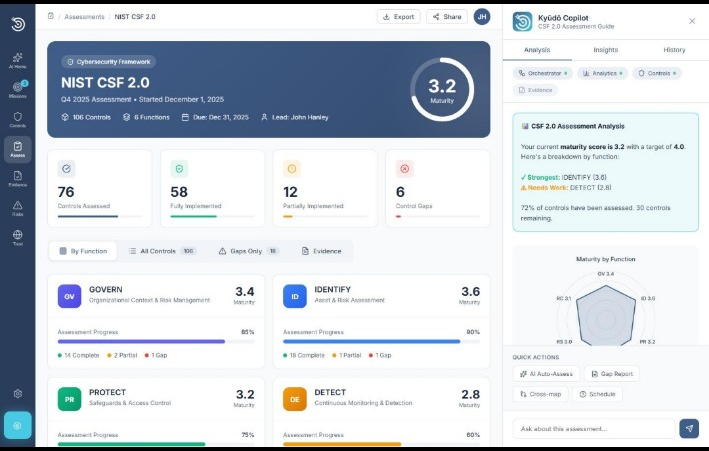 Assessments / NIST CSF 2.0
Export
Share
JH
AI Home
Missions
Controls
Assess
Evidence
Risks
Trust
Cybersecurity Framework
NIST CSF 2.0
Q4 2025 Assessment • Started December 1, 2025
106 Controls
6 Functions
Due: Dec 31, 2025
Lead: John Hanley
3.2
Maturity
76
Controls Assessed
58
Fully Implemented
12
Partially Implemented
6
Control Gaps
By Function
All Controls 106
Gaps Only 18
Evidence
OV
GOVERN
Organizational Context & Risk Management
3.4
Maturity
Assessment Progress
85%
14 Complete
2 Partial
1 Gap
ID
IDENTIFY
Asset & Risk Assessment
3.6
Maturity
Assessment Progress
90%
18 Complete
1 Partial
1 Gap
PR
PROTECT
Safeguards & Access Control
3.2
Maturity
Assessment Progress
75%
DE
DETECT
Continuous Monitoring & Detection
2.8
Maturity
Assessment Progress
60%
Kyūdō Copilot
CSF 2.0 Assessment Guide
Analysis
Insights
History
Orchestrator
Analytics
Controls
Evidence
CSF 2.0 Assessment Analysis
Your current maturity score is 3.2 with a target of 4.0.
Here's a breakdown by function:
✓ Strongest: IDENTIFY (3.6)
⚠ Needs Work: DETECT (2.8)
72% of controls have been assessed. 30 controls
remaining.
Maturity by Function
OV 3.4
RC 3.1
RS 3.0
PR 3.2
QUICK ACTIONS
AI Auto-Assess
Gap Report
Cross-map
Schedule
Ask about this assessment...